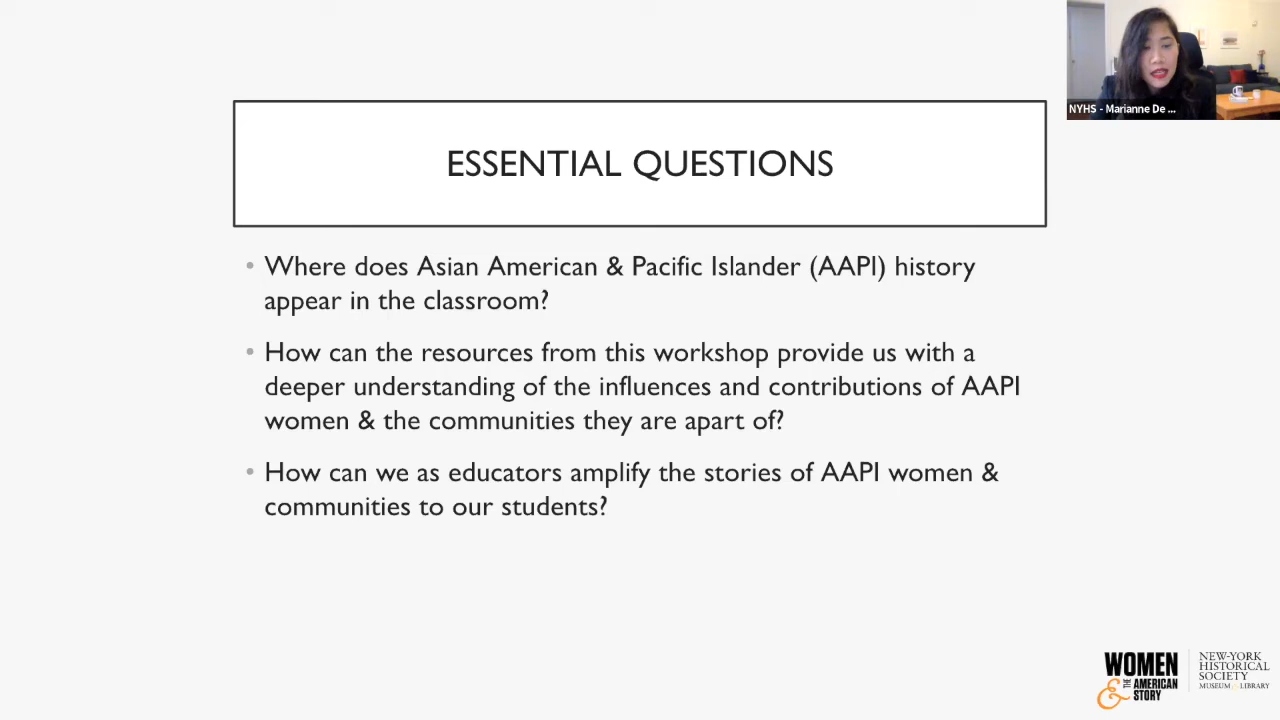 NYHS - Marianne De ...
ESSENTIAL QUESTIONS
• Where does Asian American & Pacific Islander (AAPI) history
appear in the classroom?
• How can the resources from this workshop provide us with a
deeper understanding of the influences and contributions of AAPI
women & the communities they are apart of?
• How can we as educators amplify the stories of AAPI women &
communities to our students?
WOMEN
& THE AMERICAN
STORY
NEW-YORK
HISTORICAL
SOCIETY
MUSEUM & LIBRARY